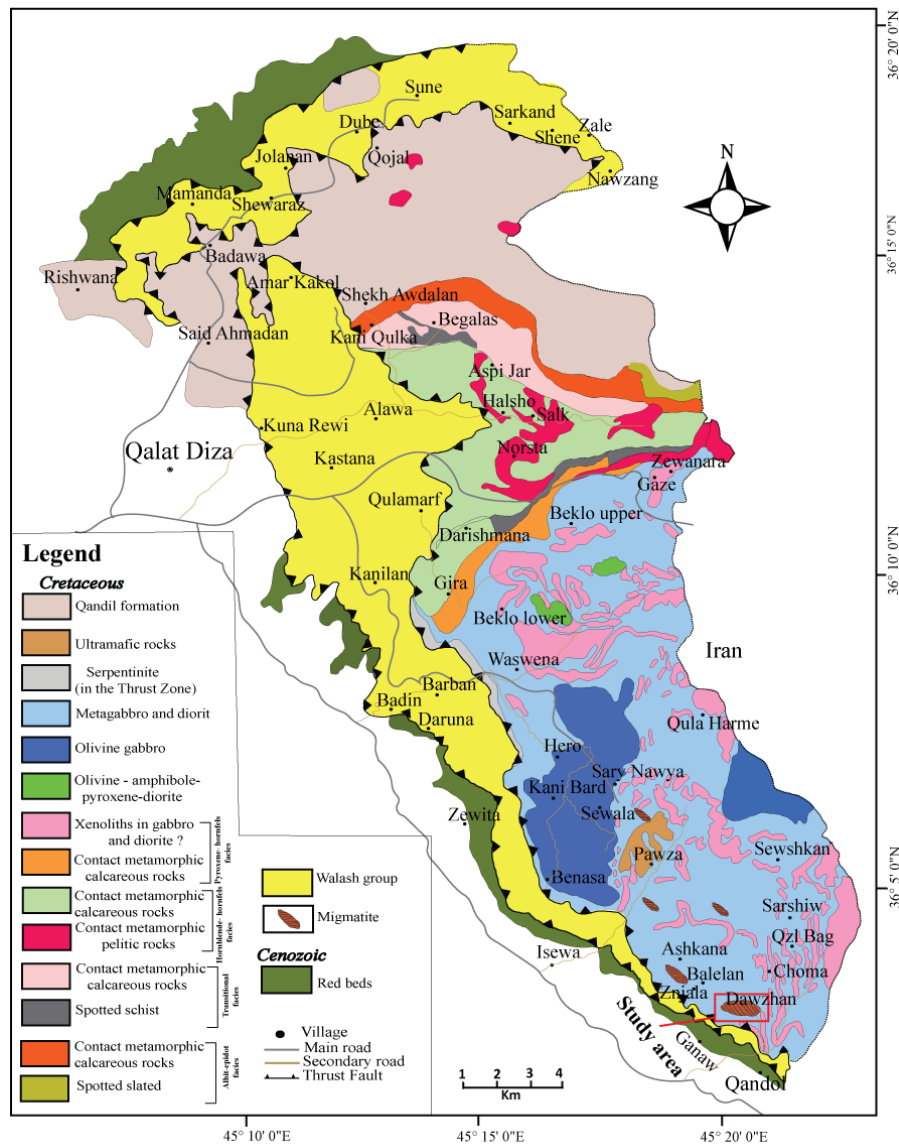 36° 20' 0"N
Sune
Sarkand
Zale
Dube
Shene
Jolanan
Qojal
Nawzang
N
Mamanda
Shewaraz
36° 15' 0"N
Badawa
Rishwana
Amar Kakol
Shekh Awdalan
Begalas
Said Ahmadan
Kani Qulka
Aspi Jar
Alawa
Halsho
Salk
Kuna Rewi
Qalat Diza
Norsta
Kastana
Zewanara
Gaze
Qulamarf
Beklo upper
Darishmana
36° 10' 0"N
Kanilan
Gira
Beklo lower
Iran
Waswena
Barban
Badin
Daruna
Qula Harme
Hero
Sary Nawya
Kani Bard
Sewala
Zewita
Pawza
Sewshkan
36° 5' 0"N
Benasa
Sarshiw
Qzl Bag
Isewa
Ashkana
Choma
Balelan
Znjala
Dawzhan
Study area
Ganaw
Qandol
Legend
Cretaceous
Qandil formation
Ultramafic rocks
Serpentinite
(in the Thrust Zone)
Metagabbro and diorit
Olivine gabbro
Olivine - amphibole-
pyroxene-diorite
Xenoliths in gabbro
and diorite ?
Contact metamorphic
calcareous rocks
Pyroxene-hornfels
facies
Contact metamorphic
calcareous rocks
Contact metamorphic
pelitic rocks
Hornblende-hornfels
facies
Contact metamorphic
calcareous rocks
Spotted schist
Transitional
facies
Contact metamorphic
calcareous rocks
Spotted slated
Albit-epidot
facies
Walash group
Migmatite
Cenozoic
Red beds
Village
Main road
Secondary road
Thrust Fault
1 2 3 4
Km
45° 10' 0"E
45° 15' 0"E
45° 20' 0"E